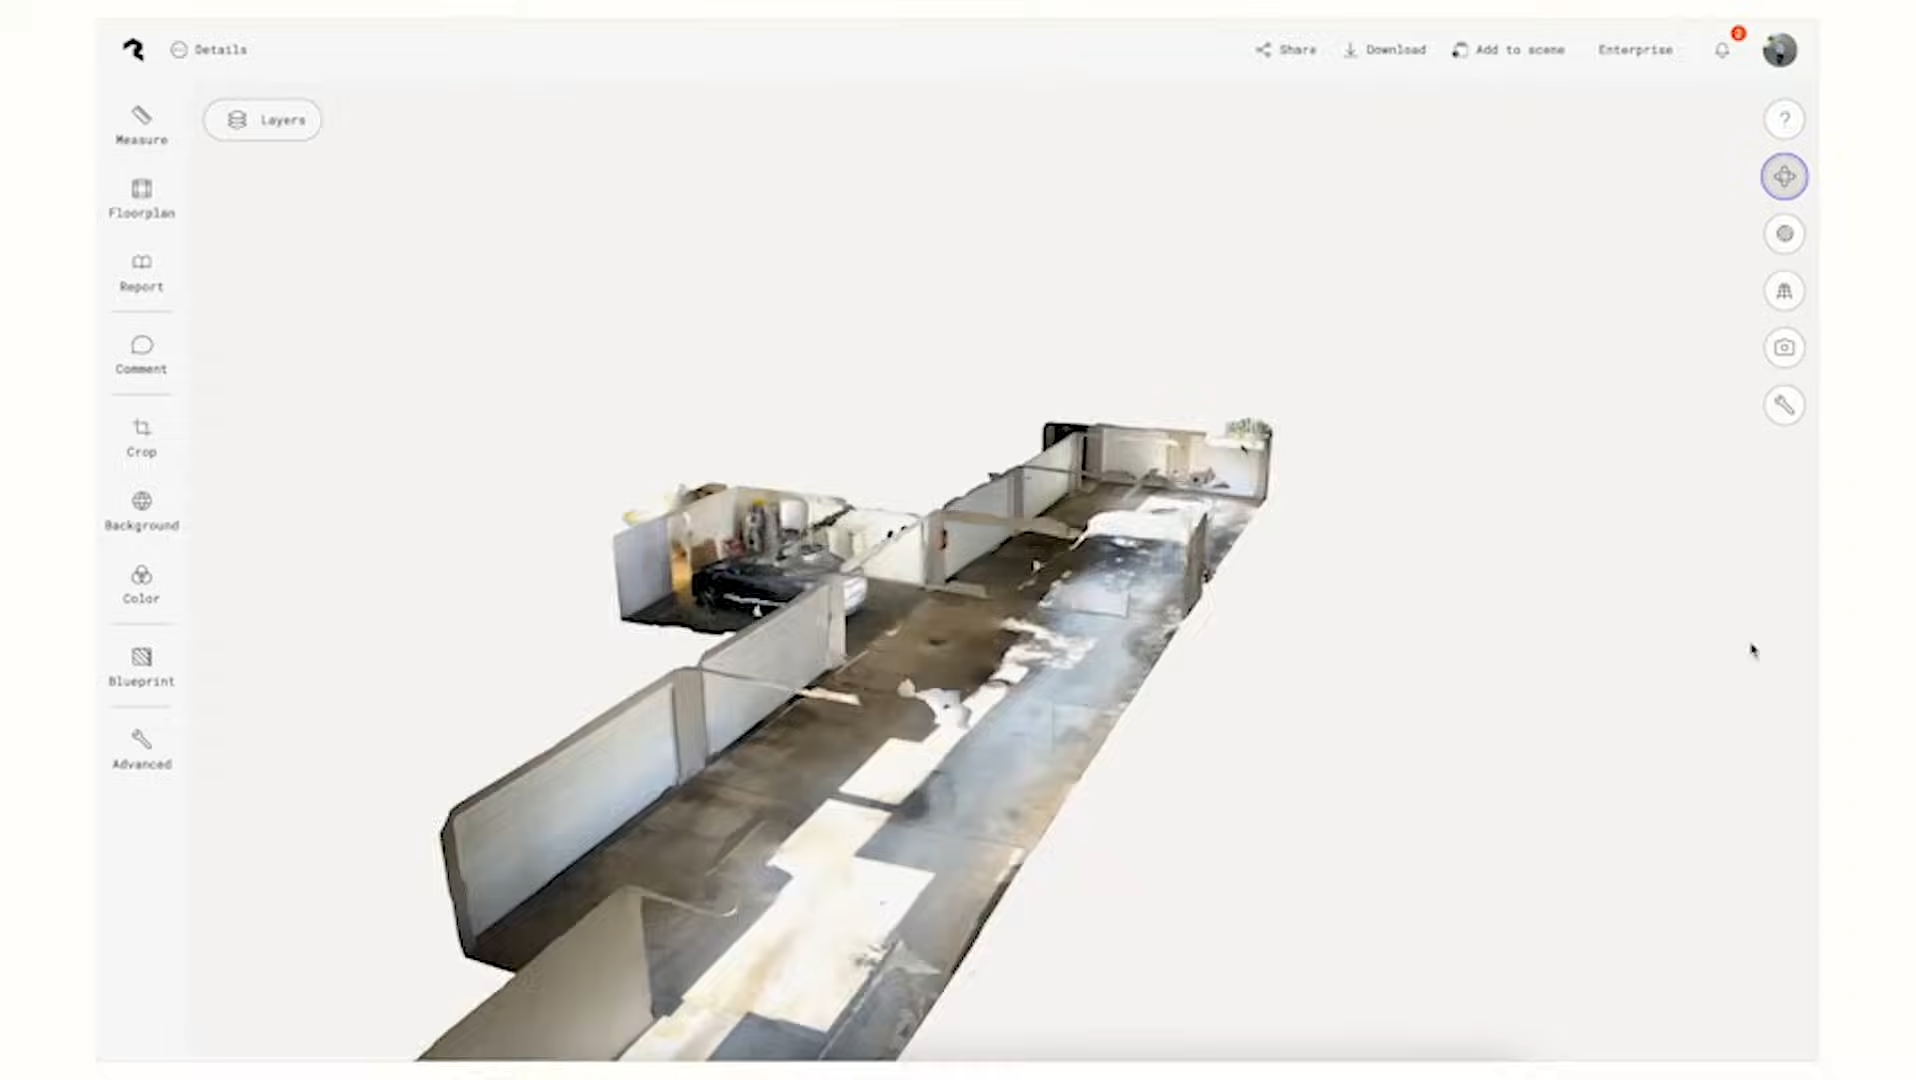 Details
Share
Download
Add to scene
Enterprise
Layers
?
Measure
Floorplan
Report
Comment
Crop
Background
Color
Blueprint
Advanced